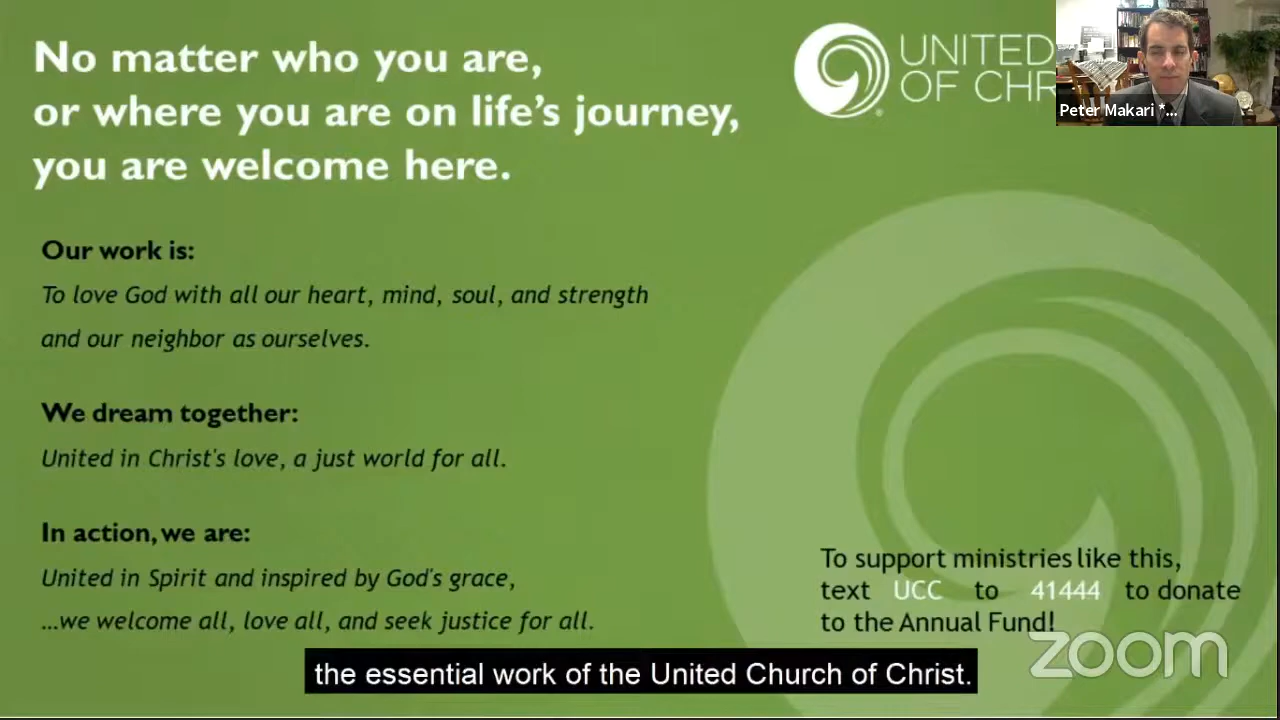 No matter who you are,
or where you are on life's journey,
you are welcome here.
UNITED
OF CHR
Peter Makari *...
Our work is:
To love God with all our heart, mind, soul, and strength
and our neighbor as ourselves.
We dream together:
United in Christ's love, a just world for all.
In action, we are:
United in Spirit and inspired by God's grace,
...we welcome all, love all, and seek justice for all.
To support ministries like this,
text UCC to 41444 to donate
to the Annual Fund!
zoom
the essential work of the United Church of Christ.